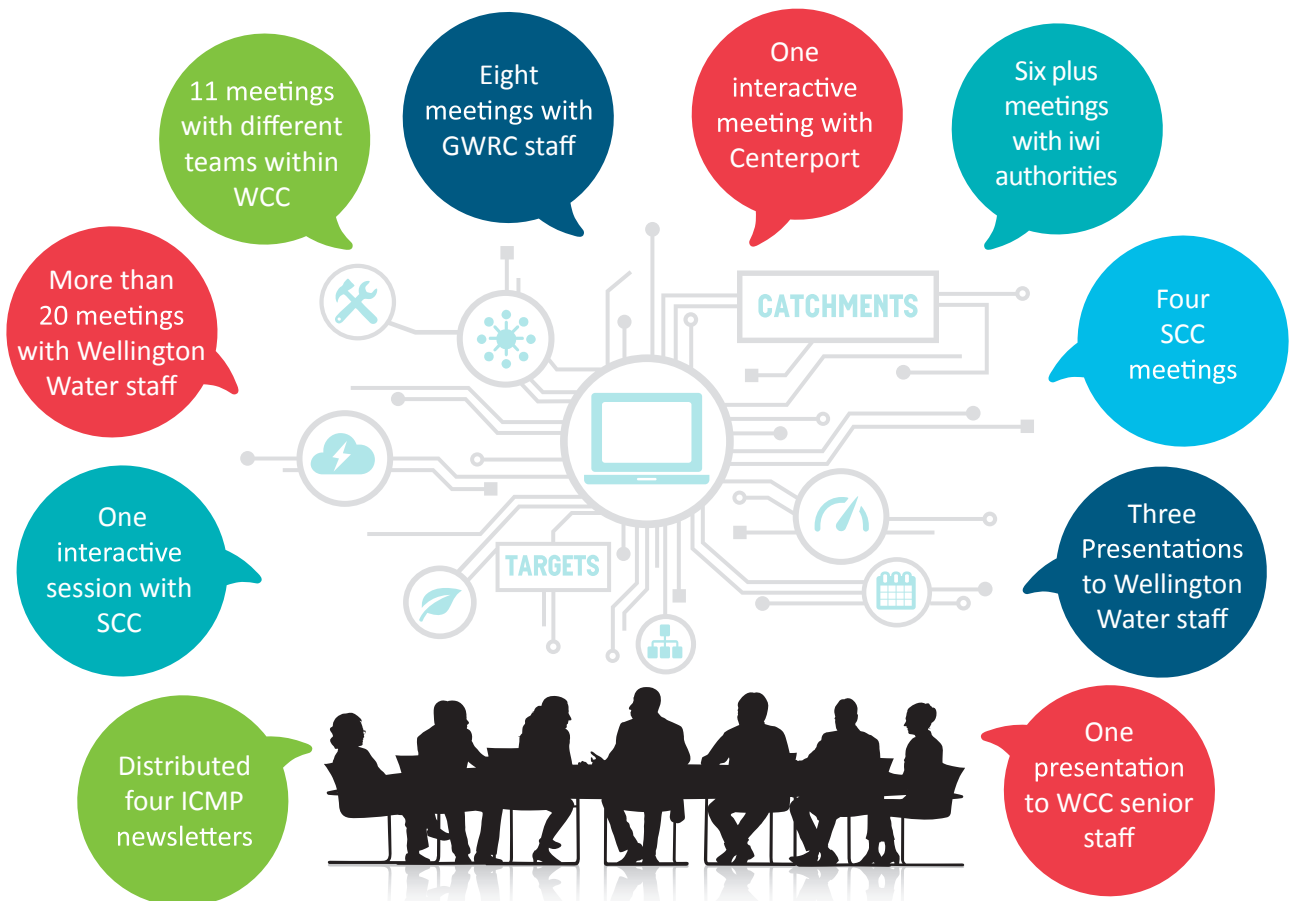 11 meetings
with different
teams within
WCC
Eight
meetings with
GWRC staff
One
interactive
meeting with
Centerport
Six plus
meetings
with iwi
authorities
More than
20 meetings
with Wellington
Water staff
CATCHMENTS
Four
SCC
meetings
One
interactive
session with
SCC
TARGETS
Three
Presentations
to Wellington
Water staff
Distributed
four ICMP
newsletters
One
presentation
to WCC senior
staff